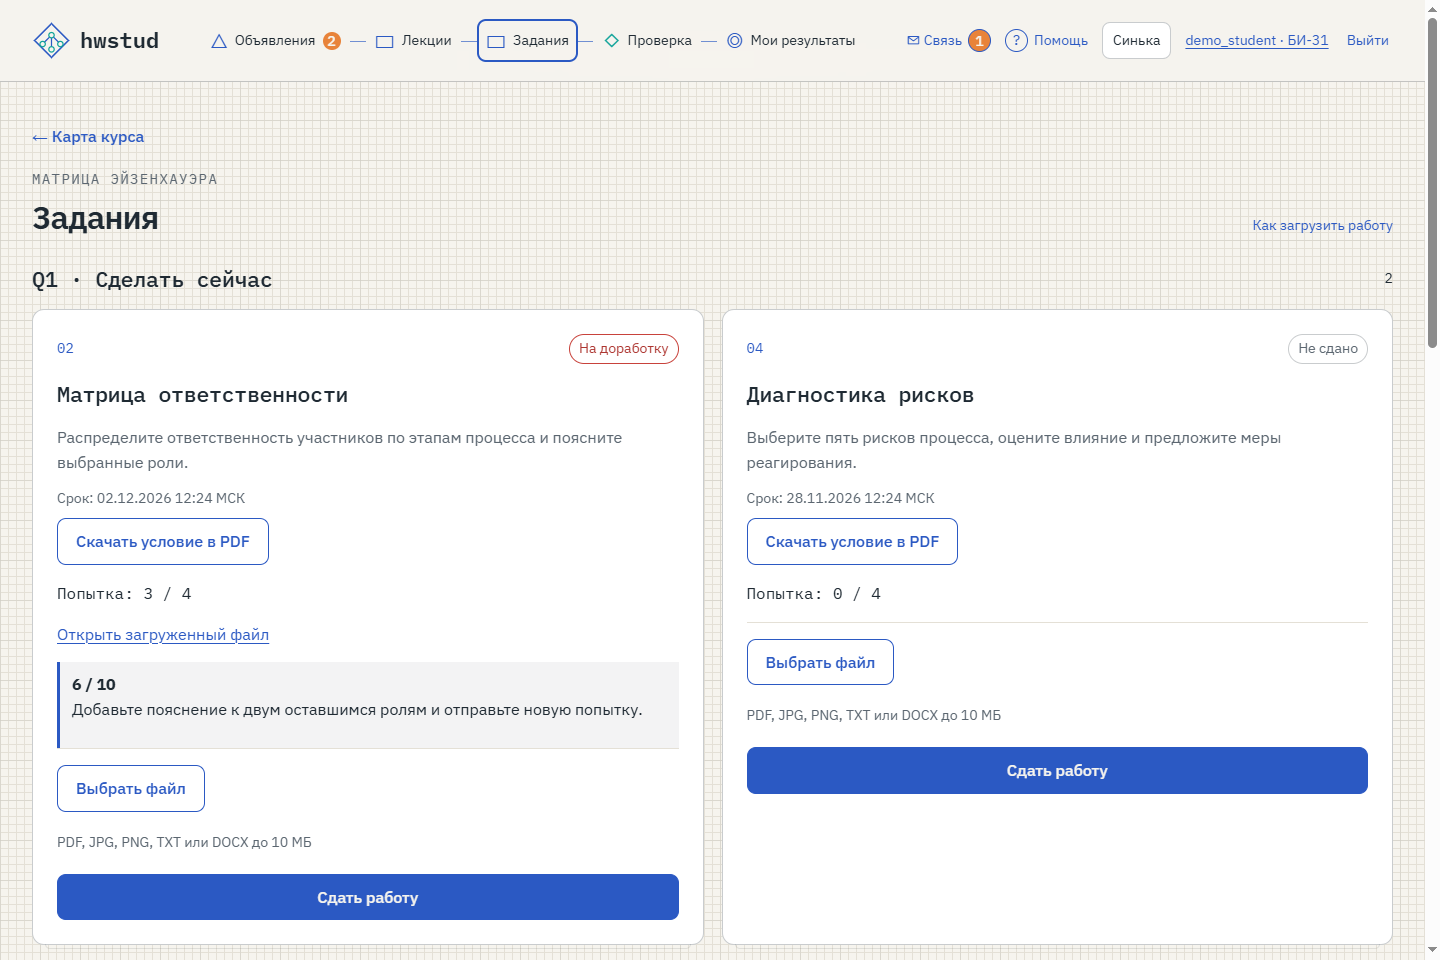 hwstud
Объявления 2
Лекции
Задания
Проверка
Мои результаты
Связь 1
? Помощь
Синька
demo_student · БИ-31
Выйти
← Карта курса
МАТРИЦА ЭЙЗЕНХАУЭРА
Задания
Как загрузить работу
Q1 · Сделать сейчас
2
02
На доработку
Матрица ответственности
Распределите ответственность участников по этапам процесса и поясните
выбранные роли.
Срок: 02.12.2026 12:24 МСК
Скачать условие в PDF
Попытка: 3 / 4
Открыть загруженный файл
6 / 10
Добавьте пояснение к двум оставшимся ролям и отправьте новую попытку.
Выбрать файл
PDF, JPG, PNG, TXT или DOCX до 10 МБ
Сдать работу
04
Не сдано
Диагностика рисков
Выберите пять рисков процесса, оцените влияние и предложите меры
реагирования.
Срок: 28.11.2026 12:24 МСК
Скачать условие в PDF
Попытка: 0 / 4
Выбрать файл
PDF, JPG, PNG, TXT или DOCX до 10 МБ
Сдать работу